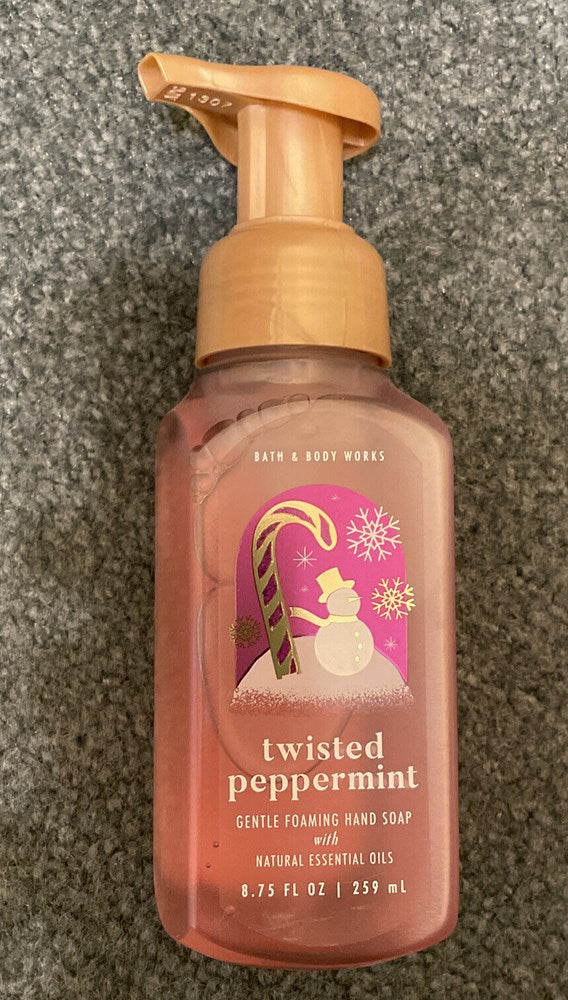 1307
BATH & BODY WORKS
twisted
peppermint
GENTLE FOAMING HAND SOAP
with
NATURAL ESSENTIAL OILS
8.75 FL OZ | 259 mL